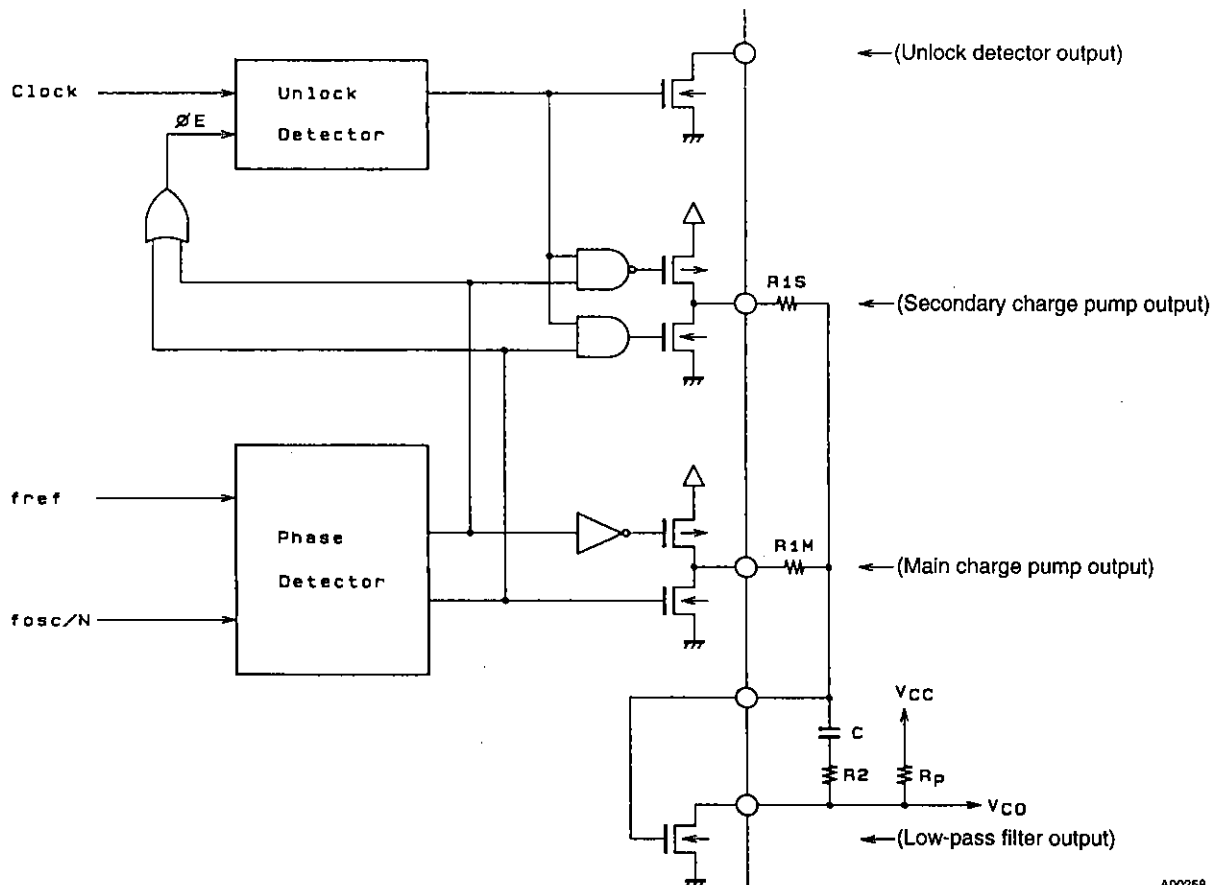 (Unlock detector output)
Clock
Unlock
Detector
ØE
R1S
(Secondary charge pump output)
fref
Phase
Detector
R1M
(Main charge pump output)
fosc/N
VCC
C
R2
Rp
VCO
(Low-pass filter output)
A00258